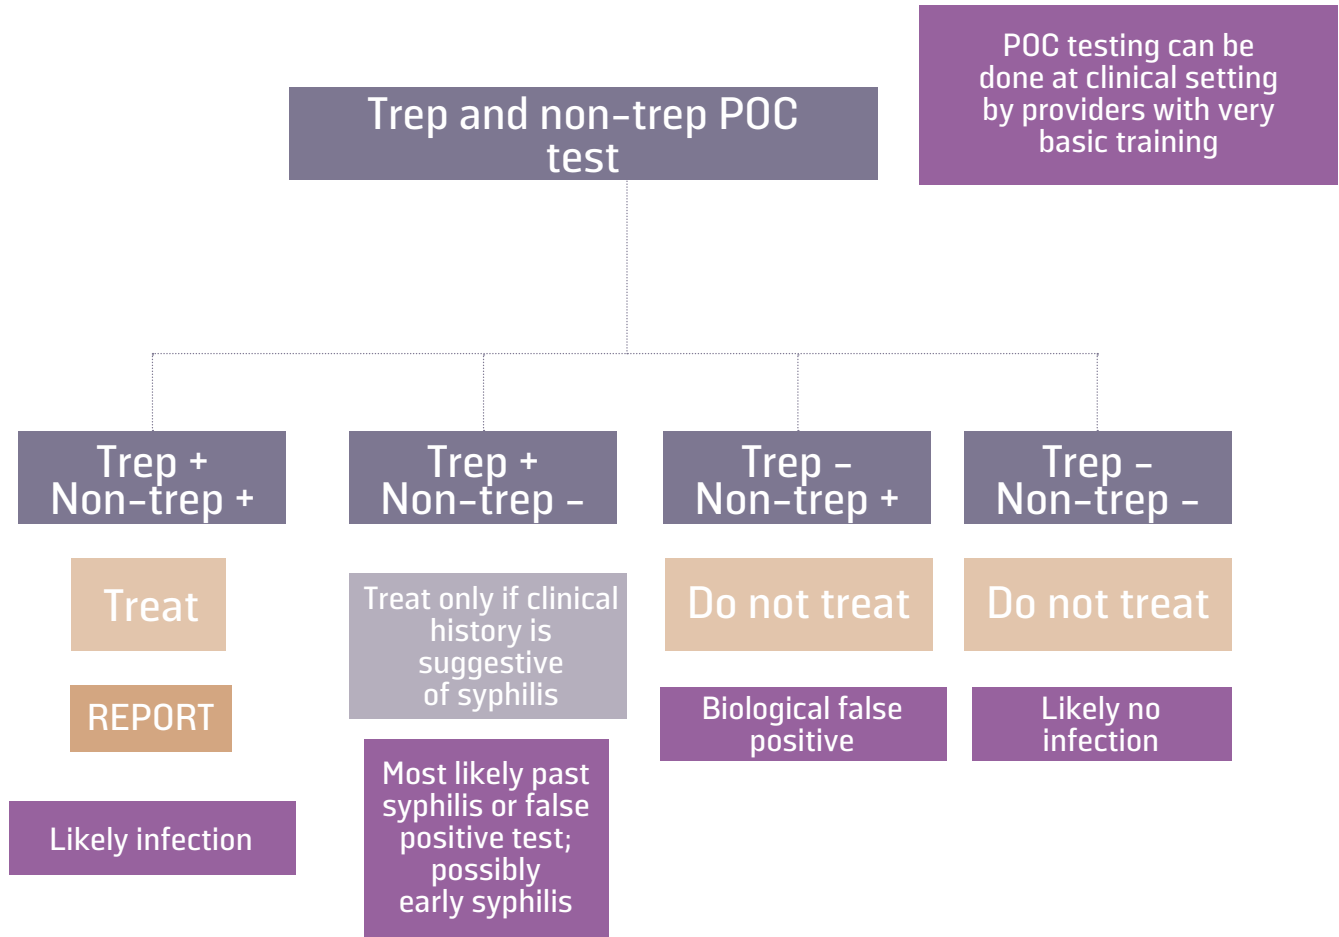 POC testing can be
done at clinical setting
by providers with very
basic training
Trep and non-trep POC
test
Trep +
Non-trep +
Treat
REPORT
Likely infection
Trep +
Non-trep -
Treat only if clinical
history is
suggestive
of syphilis
Most likely past
syphilis or false
positive test;
possibly
early syphilis
Trep -
Non-trep +
Do not treat
Biological false
positive
Trep -
Non-trep -
Do not treat
Likely no
infection